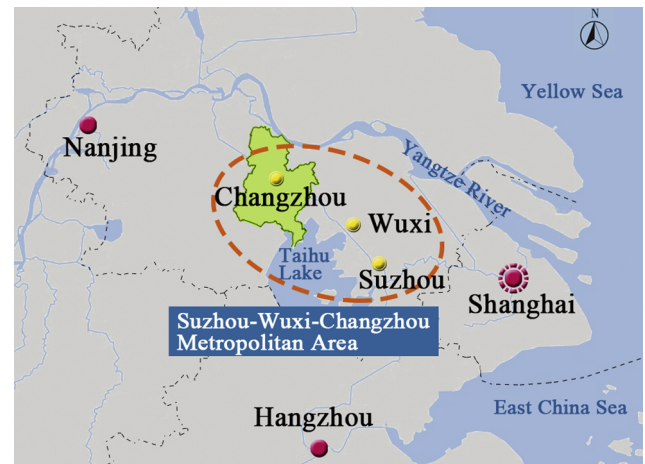 N
Yellow Sea
Nanjing
Yangtze River
Changzhou
Wuxi
Taihu
Lake
Suzhou
Shanghai
Suzhou-Wuxi-Changzhou
Metropolitan Area
East China Sea
Hangzhou